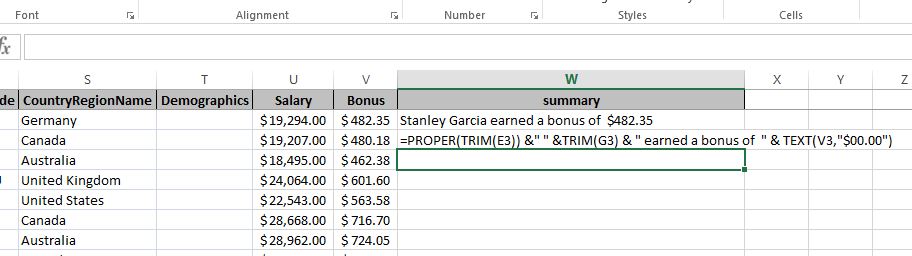 Font Alignment Number Styles Cells
fx
S T U V W X Y Z
de CountryRegionName Demographics Salary Bonus summary
Germany $19,294.00 $482.35 Stanley Garcia earned a bonus of $482.35
Canada $19,207.00 $480.18 =PROPER(TRIM(E3)) &" " &TRIM(G3) & " earned a bonus of " & TEXT(V3,"$00.00")
Australia $18,495.00 $462.38
United Kingdom $24,064.00 $601.60
United States $22,543.00 $563.58
Canada $28,668.00 $716.70
Australia $28,962.00 $724.05